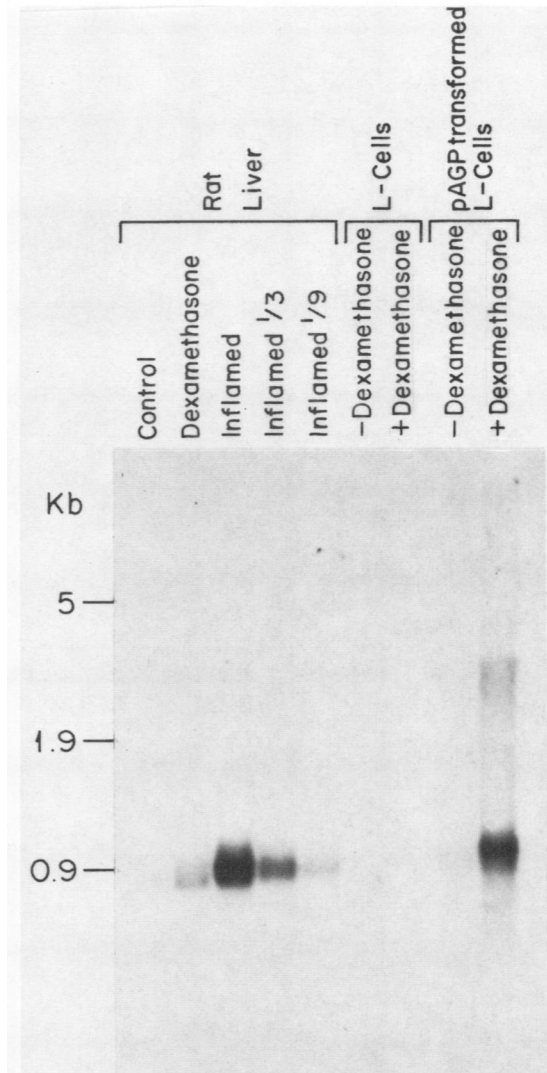 Rat
Liver
L-Cells
pAGP transformed
L-Cells
Control
Dexamethasone
Inflamed
Inflamed 1/3
Inflamed 1/9
-Dexamethasone
+Dexamethasone
-Dexamethasone
+Dexamethasone
Kb
5
1.9
0.9